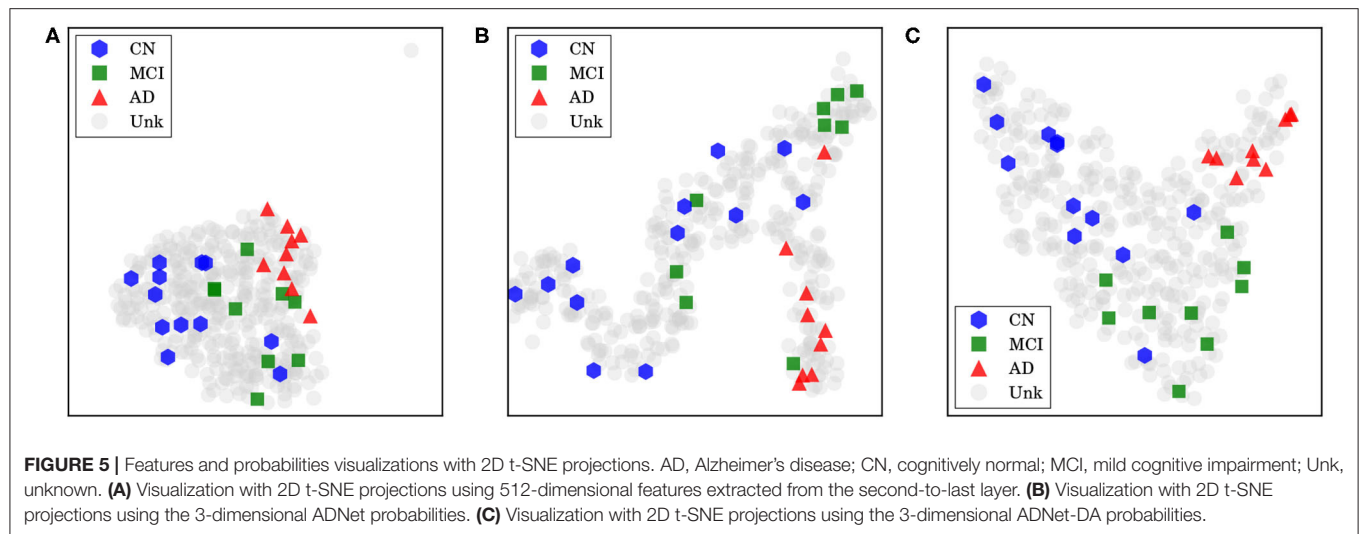 A
CN
MCI
AD
Unk
B
CN
MCI
AD
Unk
C
CN
MCI
AD
Unk
FIGURE 5 | Features and probabilities visualizations with 2D t-SNE projections. AD, Alzheimer's disease; CN, cognitively normal; MCI, mild cognitive impairment; Unk,
unknown. (A) Visualization with 2D t-SNE projections using 512-dimensional features extracted from the second-to-last layer. (B) Visualization with 2D t-SNE
projections using the 3-dimensional ADNet probabilities. (C) Visualization with 2D t-SNE projections using the 3-dimensional ADNet-DA probabilities.